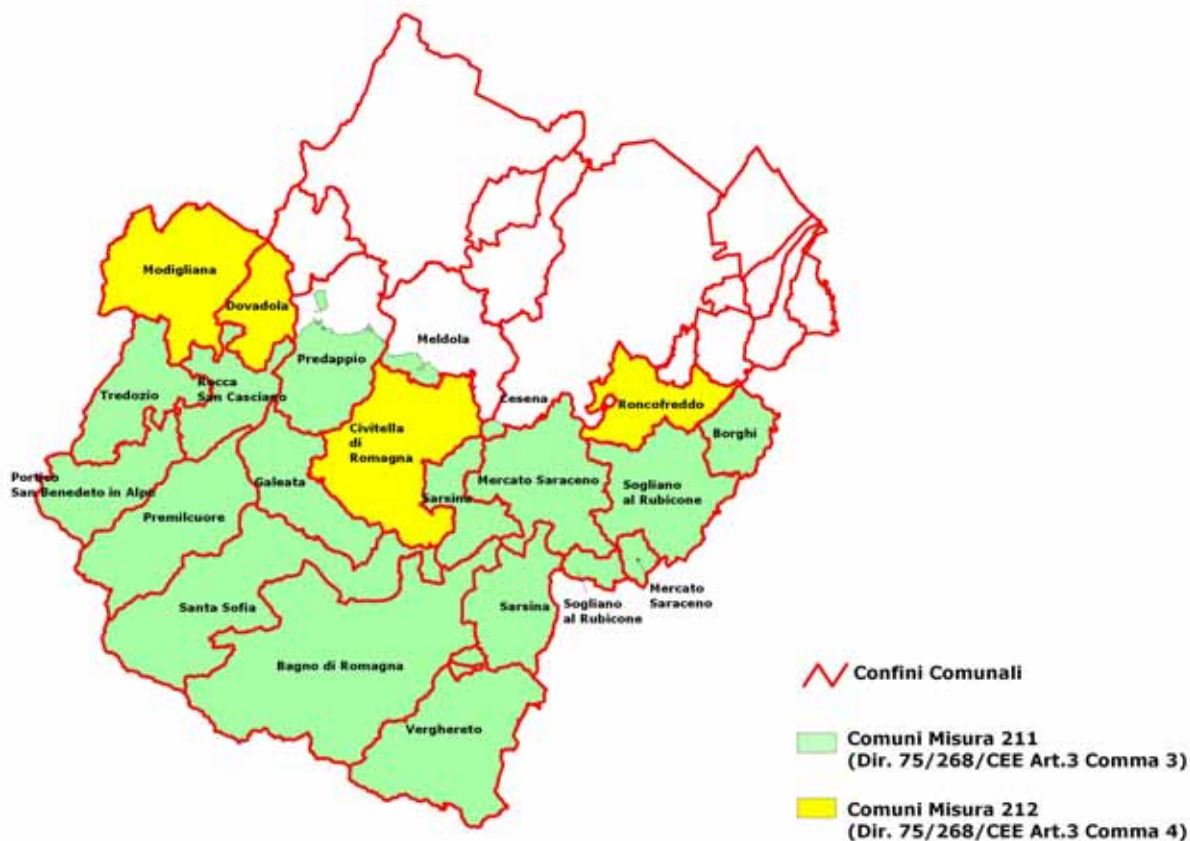 Modigliana
Dovadola
Meldola
Predappio
Rocca
San Casciano
Tredozio
Cesena
Roncofreddo
Civitella
di
Romagna
Borghi
Portico
San Benedeto in Alpe
Galeata
Sarsina
Mercato Saraceno
Sogliano
al Rubicone
Premilcuore
Mercato
Saraceno
Santa Sofia
Sarsina
Sogliano
al Rubicone
Bagno di Romagna
Verghereto
Confini Comunali
Comuni Misura 211
(Dir. 75/268/CEE Art.3 Comma 3)
Comuni Misura 212
(Dir. 75/268/CEE Art.3 Comma 4)